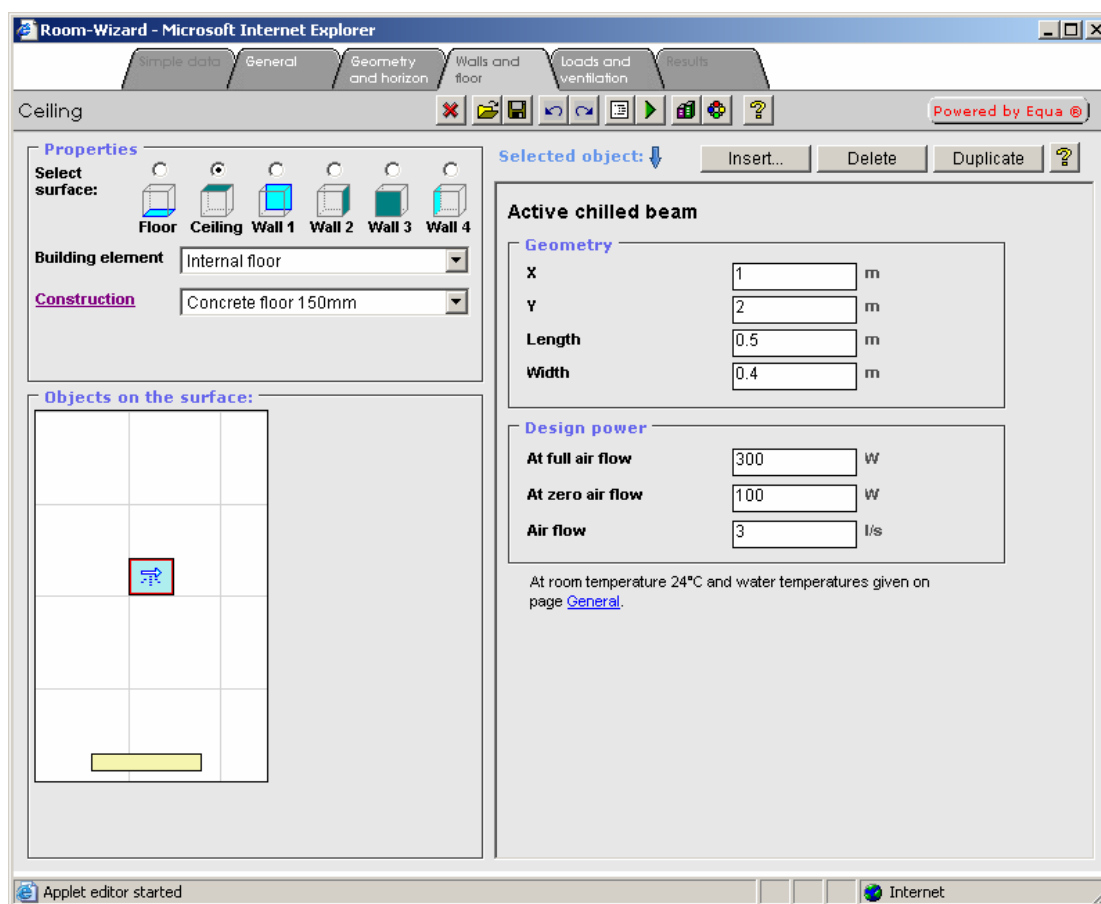 Room-Wizard - Microsoft Internet Explorer
Simple data
General
Geometry
and horizon
Walls and
floor
Loads and
ventilation
Results
Ceiling
Powered by Equa ®
Properties
Select
surface:
Floor Ceiling Wall 1 Wall 2 Wall 3 Wall 4
Building element Internal floor
Construction Concrete floor 150mm
Objects on the surface:
Selected object: Insert... Delete Duplicate
Active chilled beam
Geometry
X 1 m
Y 2 m
Length 0.5 m
Width 0.4 m
Design power
At full air flow 300 W
At zero air flow 100 W
Air flow 3 l/s
At room temperature 24°C and water temperatures given on
page General.
Applet editor started
Internet